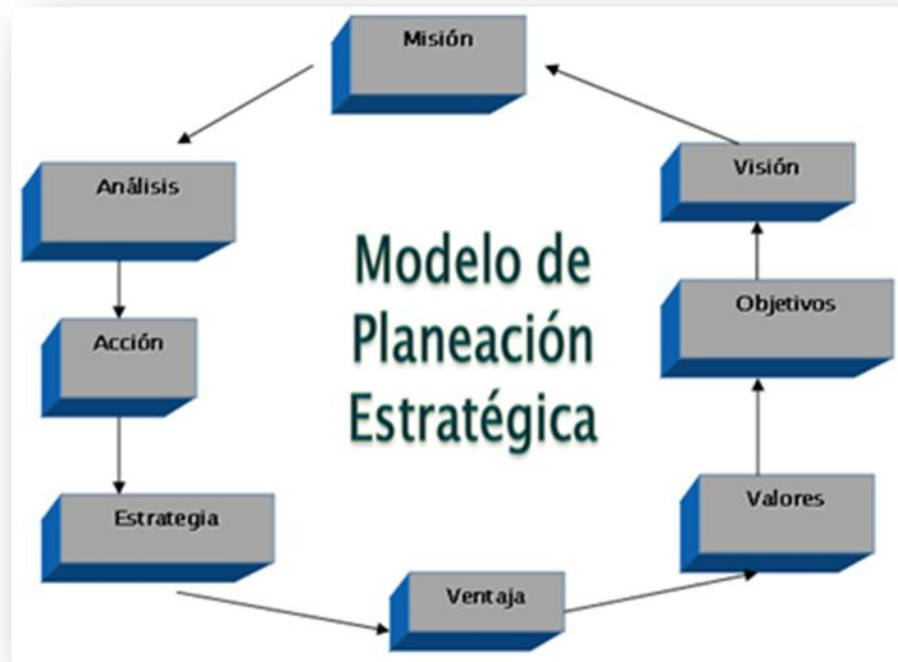 Misión
Análisis
Visión
Modelo de
Planeación
Estratégica
Objetivos
Acción
Valores
Estrategia
Ventaja